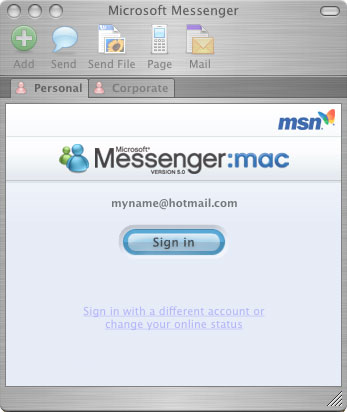 Microsoft Messenger
Add Send Send File Page Mail
Personal Corporate
msn
Microsoft®
Messenger:mac
VERSION 5.0
myname@hotmail.com
Sign in
Sign in with a different account or
change your online status